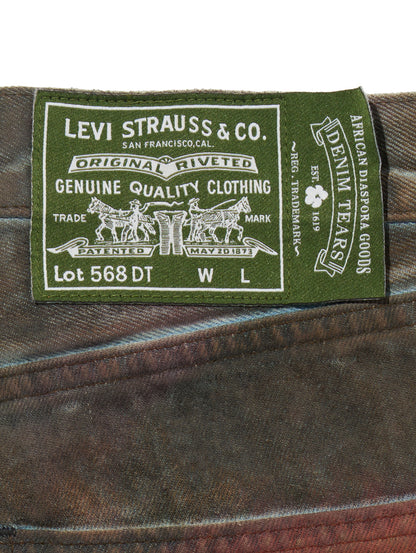 LEVI STRAUSS & CO.
SAN FRANCISCO, CAL.
ORIGINAL RIVETED
GENUINE QUALITY CLOTHING
TRADE MARK
PATENTED MAY 20 1873
Lot 568 DT W L
AFRICAN DIASPORA GOODS
DENIM TEARS
EST. 1619
~ REG. TRADEMARK ~